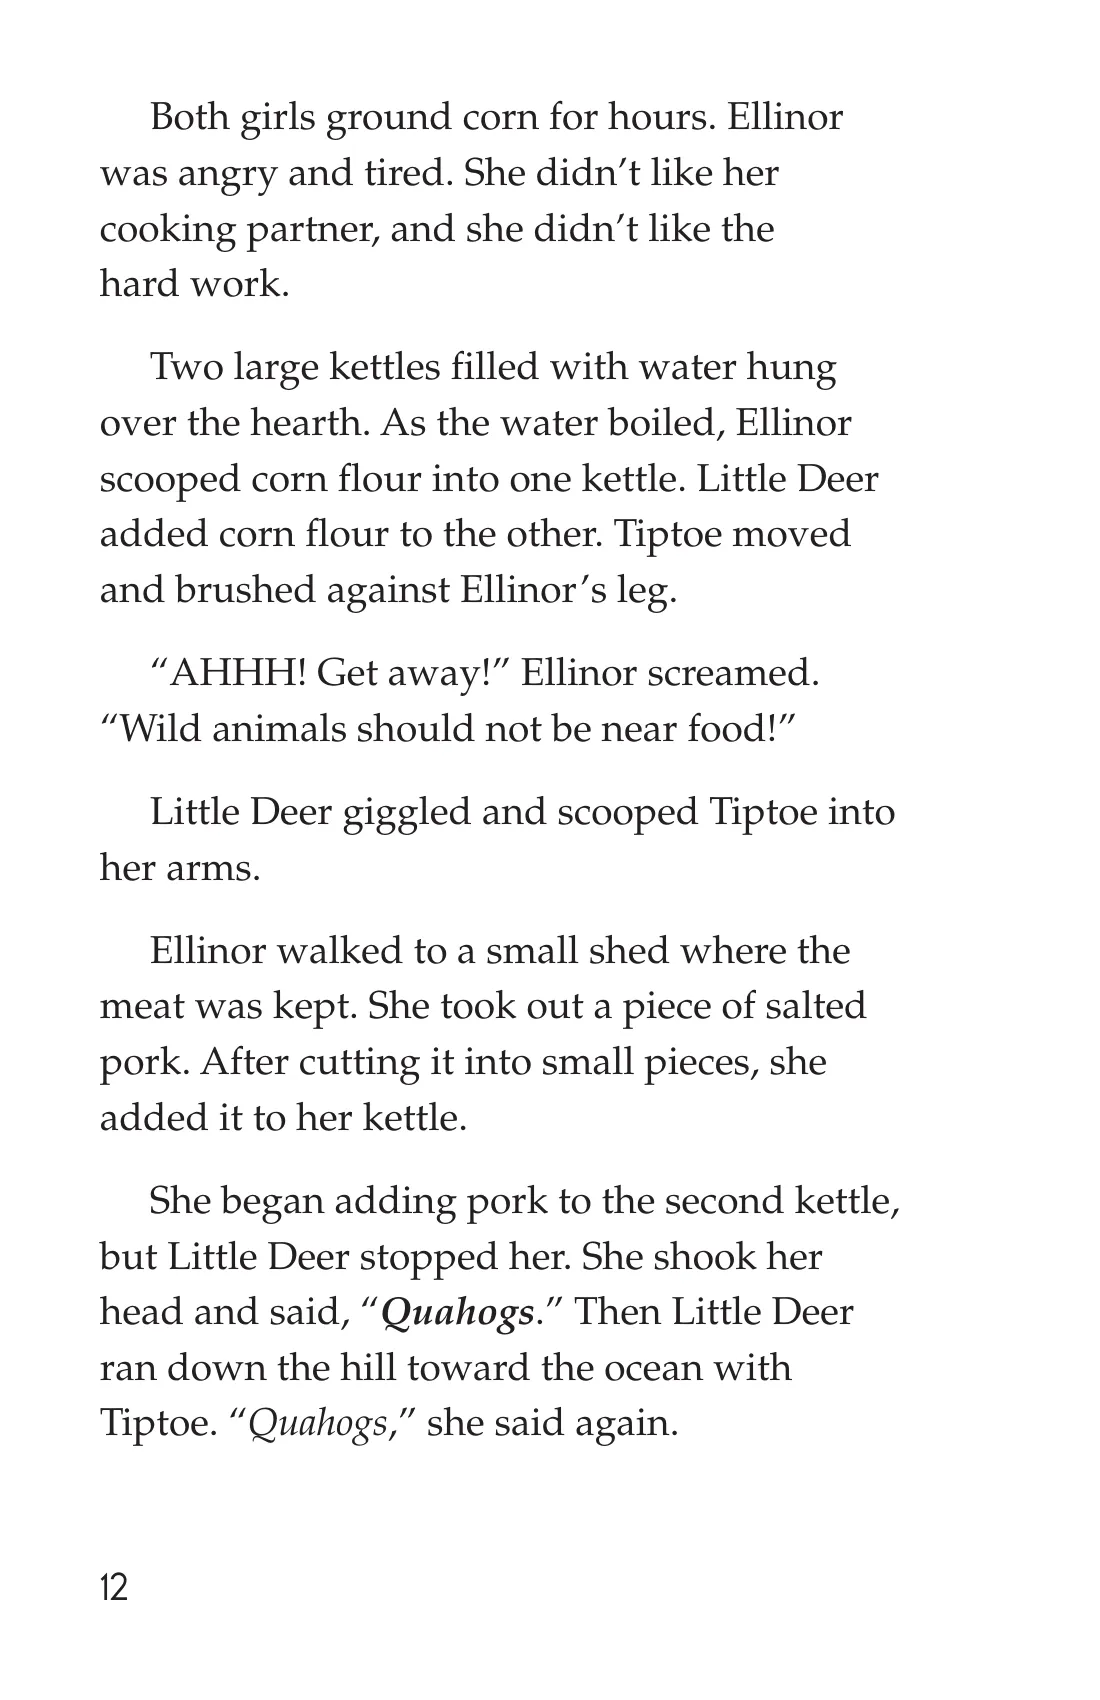 Both girls ground corn for hours. Ellinor
was angry and tired. She didn’t like her
cooking partner, and she didn’t like the
hard work.
Two large kettles filled with water hung
over the hearth. As the water boiled, Ellinor
scooped corn flour into one kettle. Little Deer
added corn flour to the other. Tiptoe moved
and brushed against Ellinor’s leg.
“AHHH! Get away!” Ellinor screamed.
“Wild animals should not be near food!”
Little Deer giggled and scooped Tiptoe into
her arms.
Ellinor walked to a small shed where the
meat was kept. She took out a piece of salted
pork. After cutting it into small pieces, she
added it to her kettle.
She began adding pork to the second kettle,
but Little Deer stopped her. She shook her
head and said, “Quahogs.” Then Little Deer
ran down the hill toward the ocean with
Tiptoe. “Quahogs,” she said again.
12